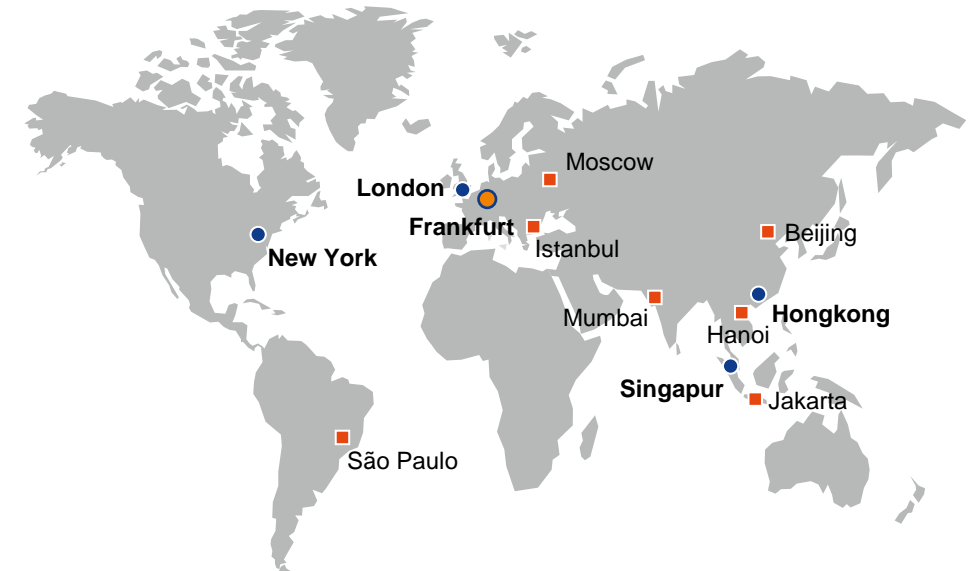 Moscow
London
Frankfurt
Istanbul
Beijing
New York
Mumbai
Hongkong
Hanoi
Singapur
Jakarta
São Paulo